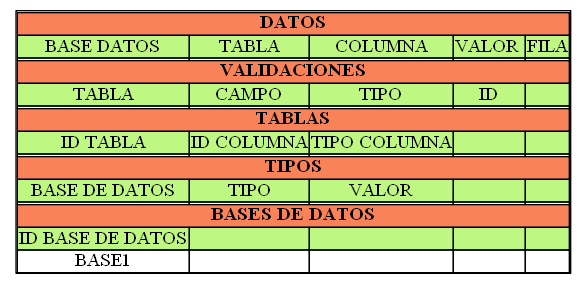 DATOS
BASE DATOS TABLA COLUMNA VALOR FILA
VALIDACIONES
TABLA CAMPO TIPO ID
TABLAS
ID TABLA ID COLUMNA TIPO COLUMNA
TIPOS
BASE DE DATOS TIPO VALOR
BASES DE DATOS
ID BASE DE DATOS
BASE1